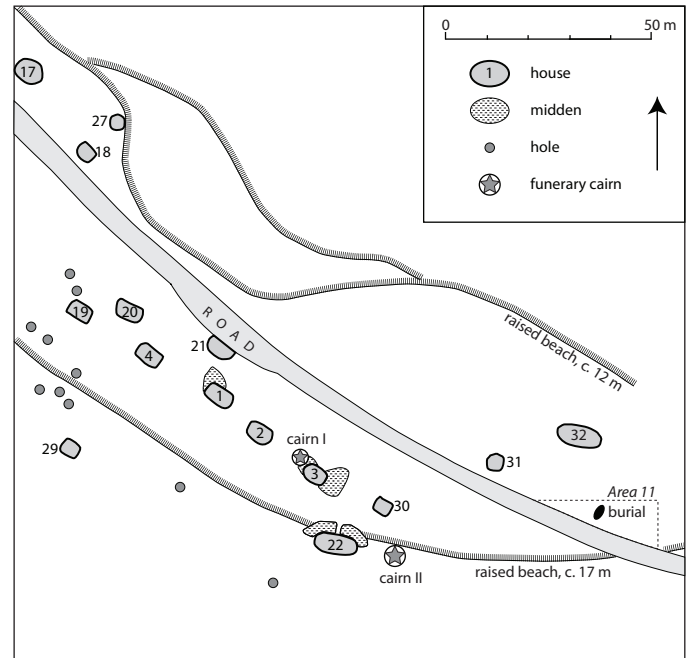 0 50 m
1 house
midden
hole
funerary cairn
17
27
18
19
20
ROAD
21
4
1
raised beach, c. 12 m
2
cairn I
32
29
3
31
Area 11
30
burial
22
cairn II
raised beach, c. 17 m